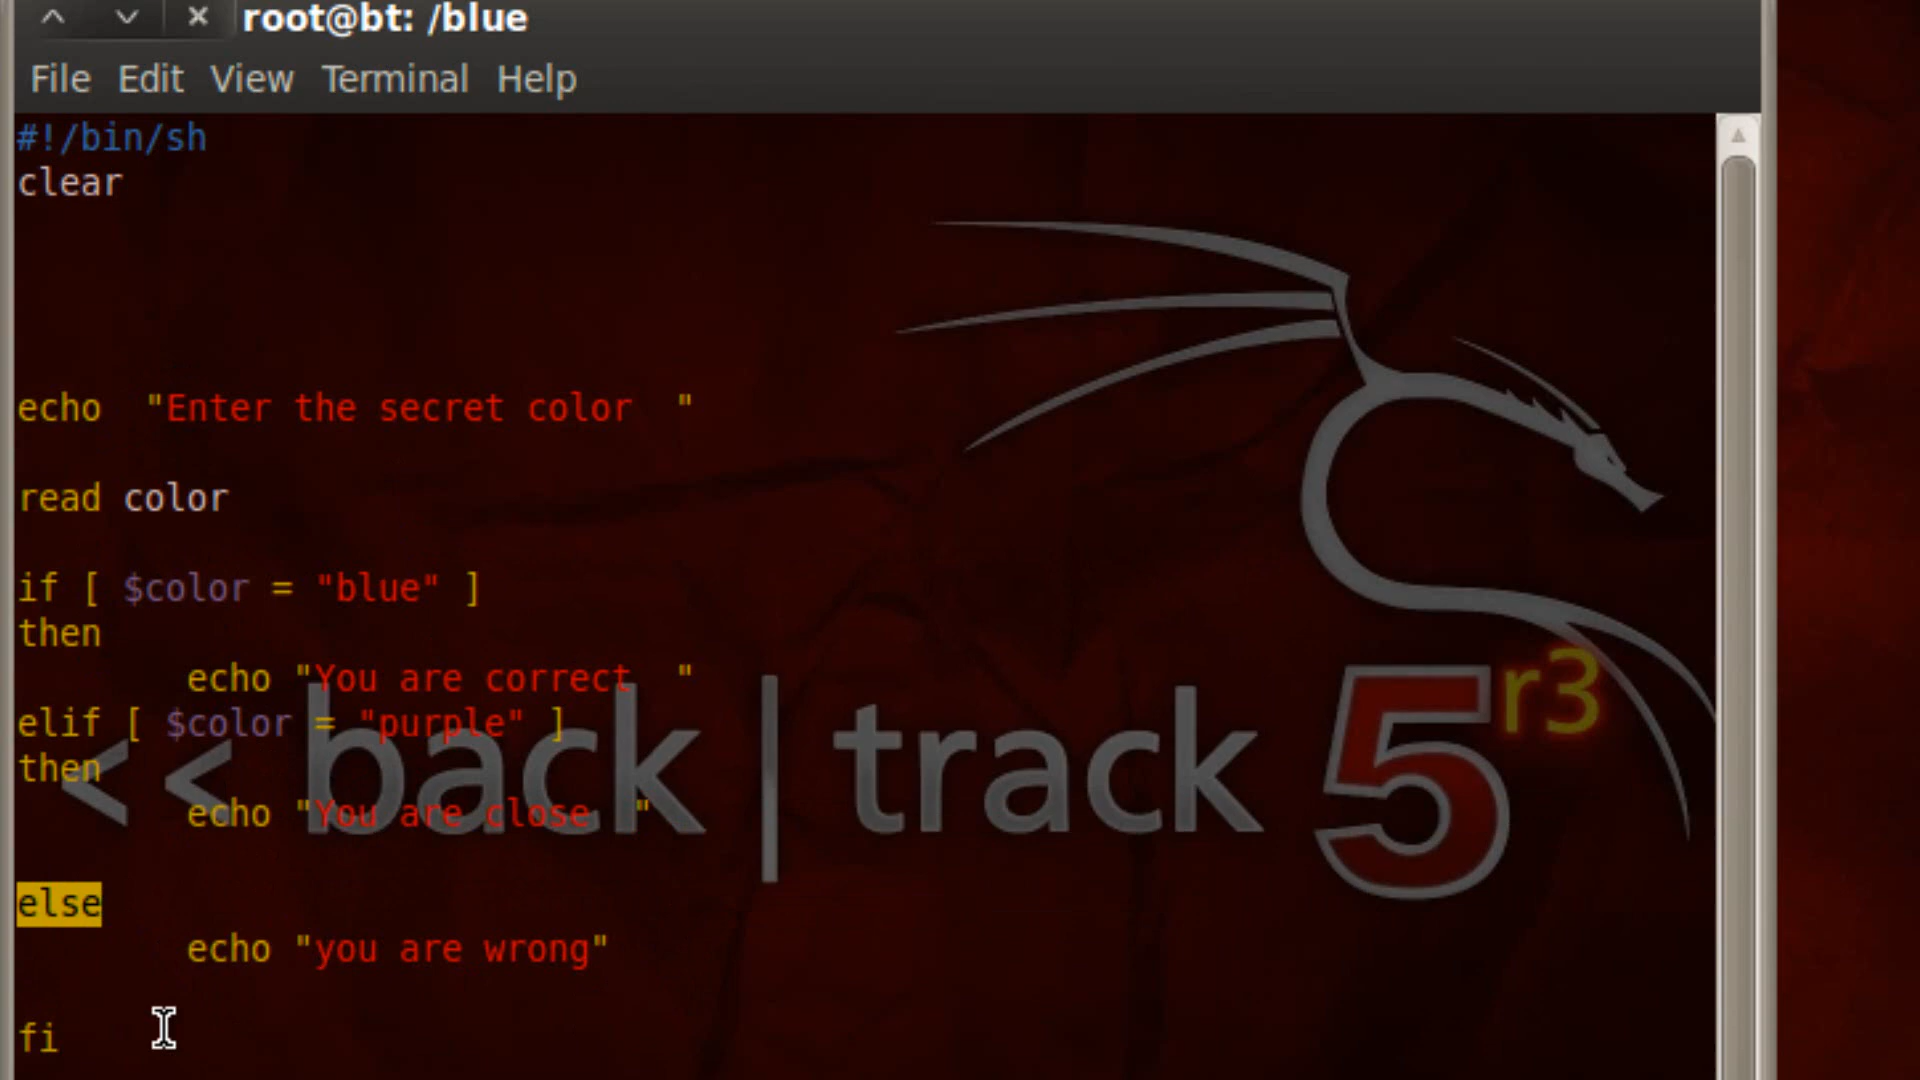 root@bt: /blue
File Edit View Terminal Help
#!/bin/sh
clear
echo  "Enter the secret color  "
read color
if [ $color = "blue" ]
then
        echo "You are correct  "
elif [ $color = "purple" ]
then
        echo "You are close  "
else
        echo "you are wrong"
fi
<< back | track 5 r3